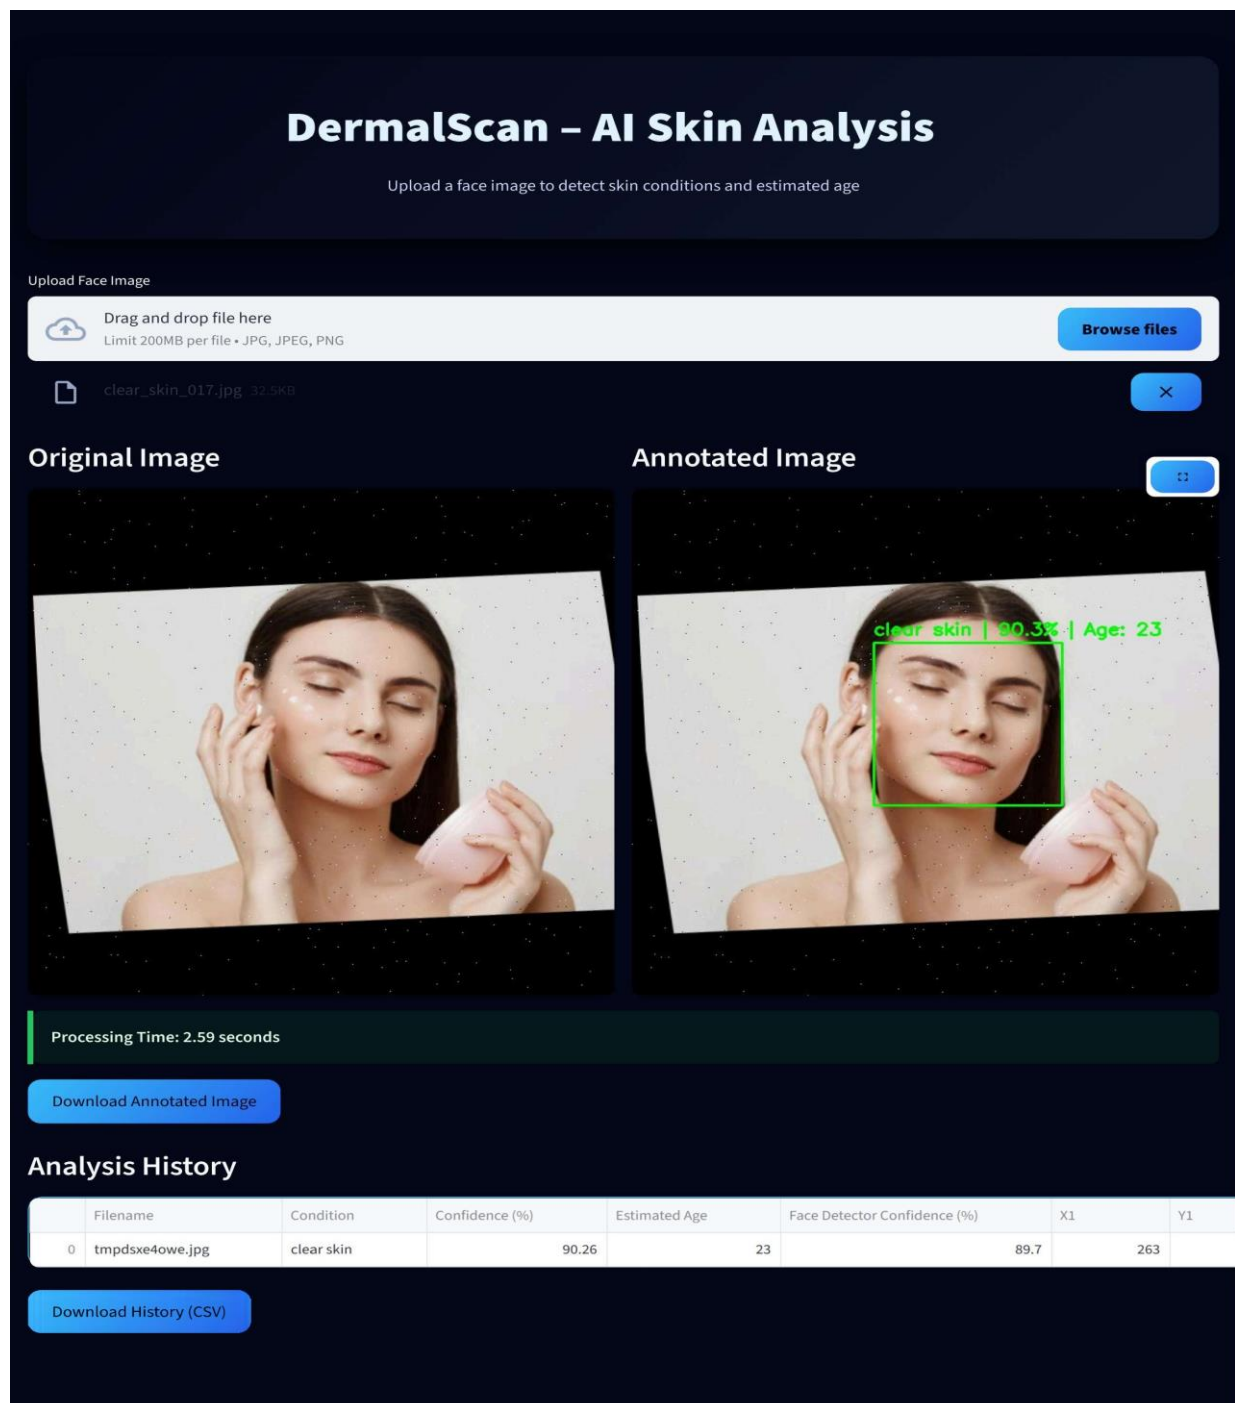 DermalScan – AI Skin Analysis
Upload a face image to detect skin conditions and estimated age
Upload Face Image
Drag and drop file here
Limit 200MB per file • JPG, JPEG, PNG
Browse files
clear_skin_017.jpg 32.5KB
Original Image
Annotated Image
clear skin | 90.3% | Age: 23
Processing Time: 2.59 seconds
Download Annotated Image
Analysis History
Filename Condition Confidence (%) Estimated Age Face Detector Confidence (%) X1 Y1
0 tmpdsxe4owe.jpg clear skin 90.26 23 89.7 263
Download History (CSV)